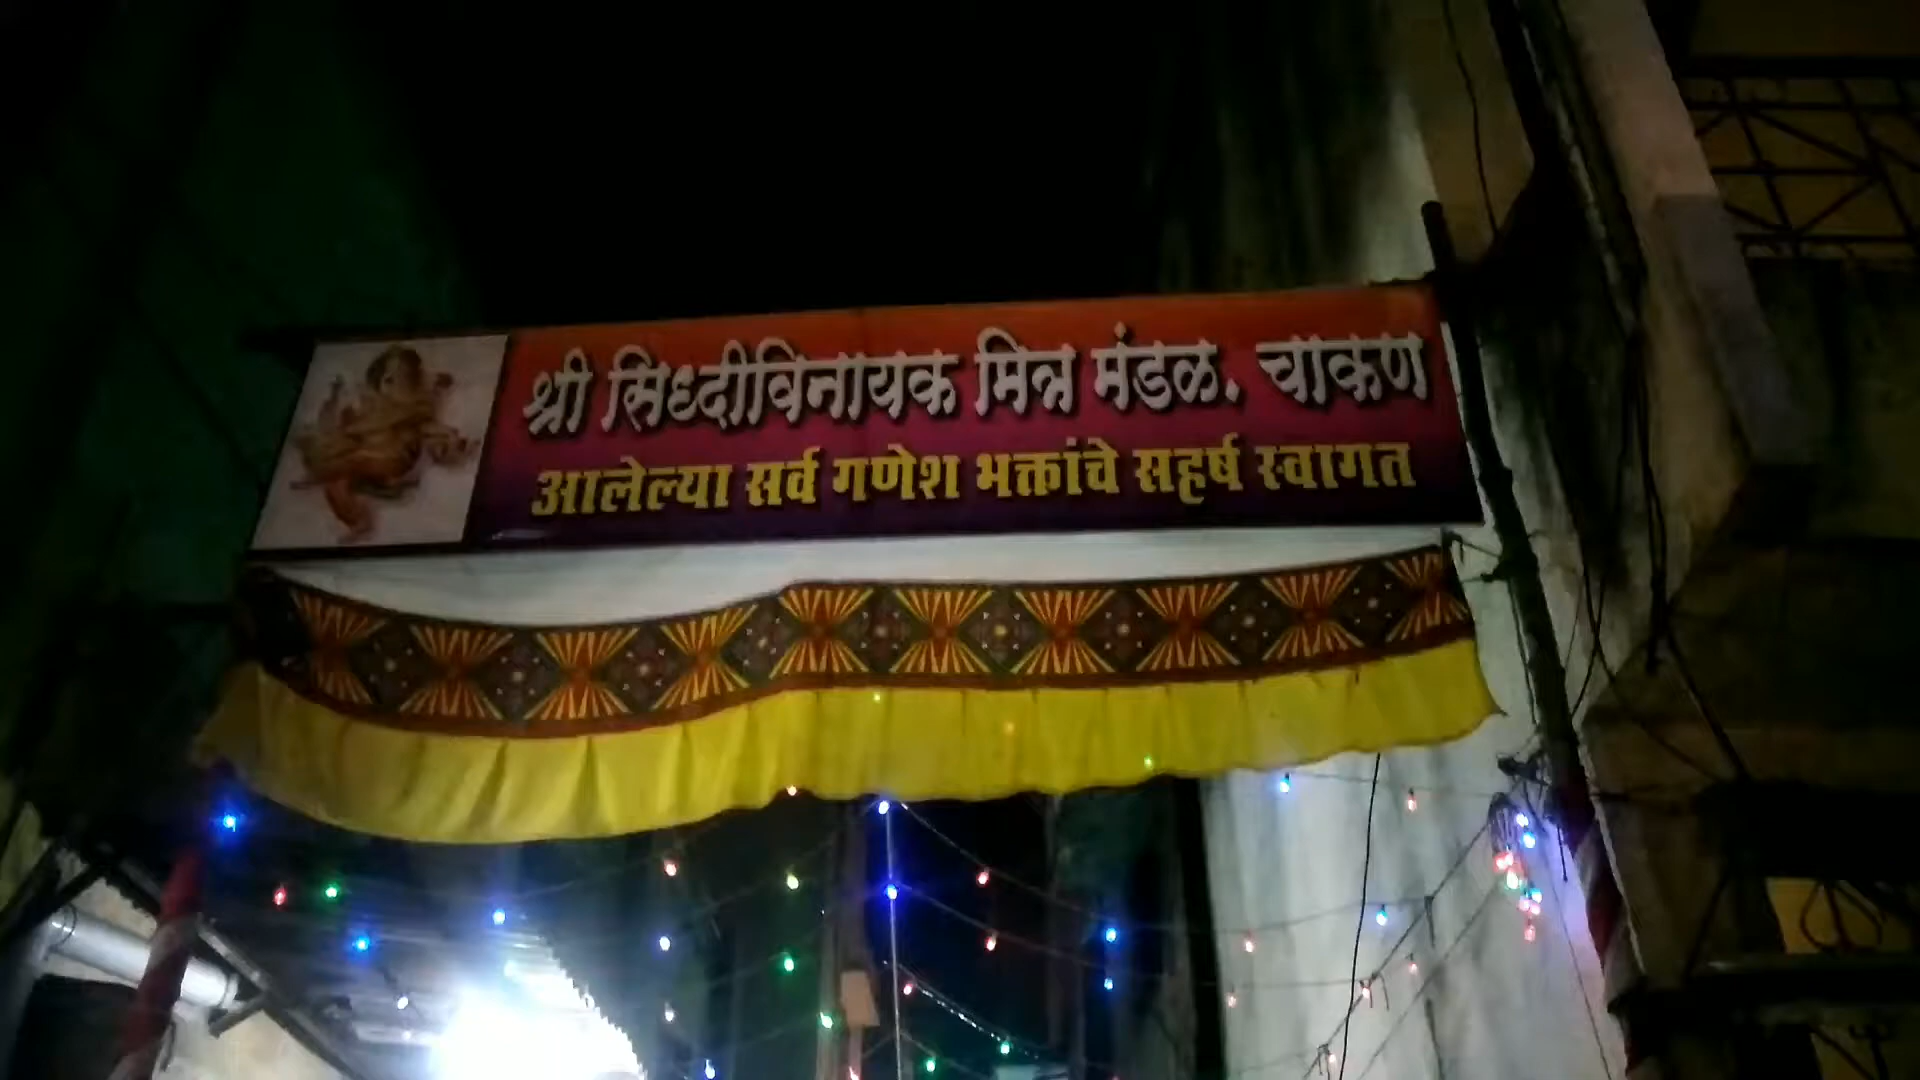 श्री सिध्दीविनायक मित्र मंडळ. चाकण
आलेल्या सर्व गणेश भक्तांचे सहर्ष स्वागत